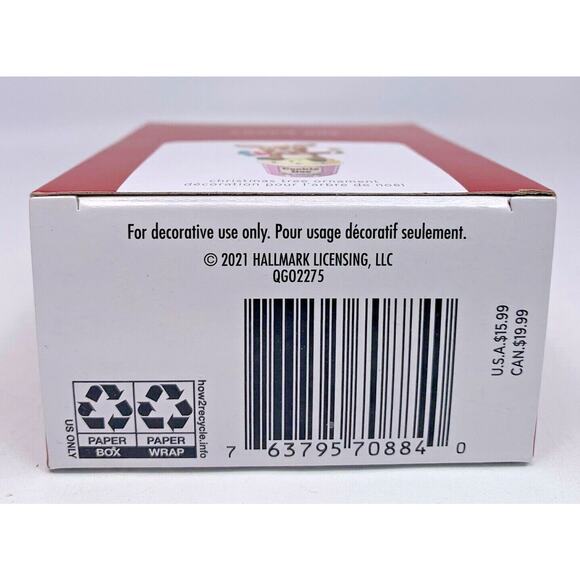 christmas tree ornament
décoration pour l'arbre de noël
For decorative use only. Pour usage décoratif seulement.
© 2021 HALLMARK LICENSING, LLC
QGO2275
U.S.A.$15.99
CAN.$19.99
US ONLY
PAPER
BOX
PAPER
WRAP
how2recycle.info
7 63795 70884 0